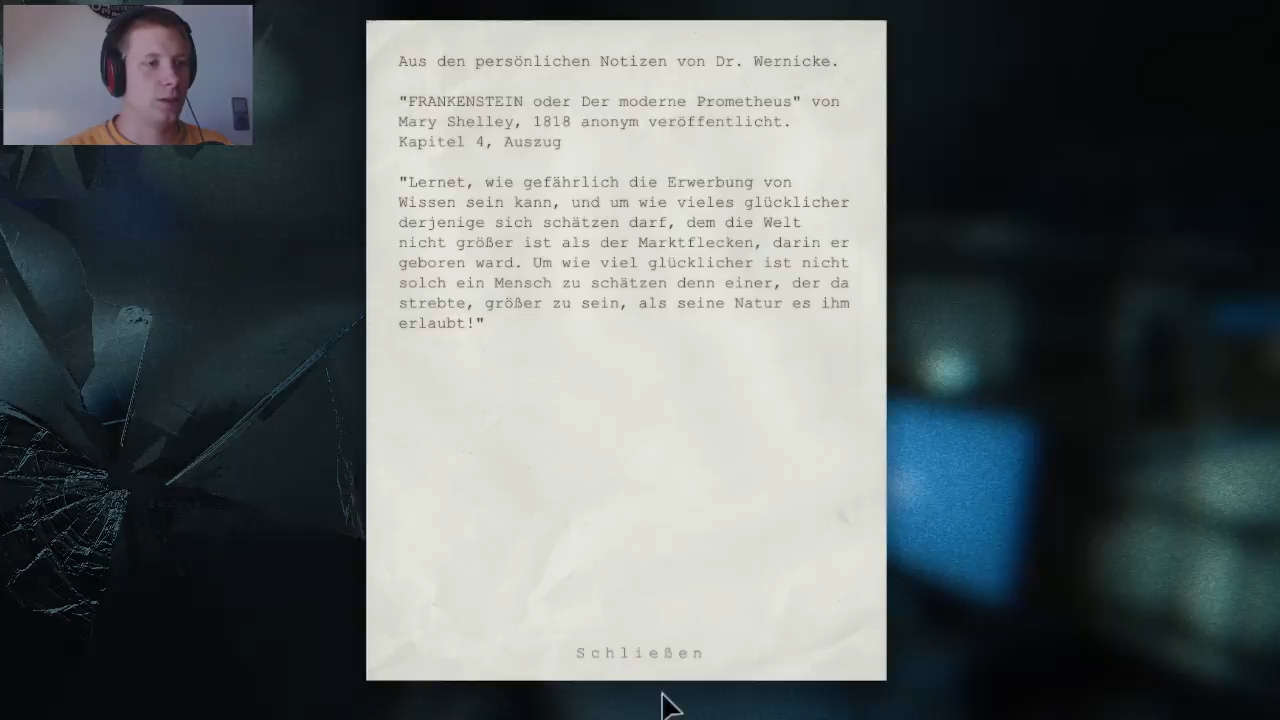 Aus den persönlichen Notizen von Dr. Wernicke.
"FRANKENSTEIN oder Der moderne Prometheus" von
Mary Shelley, 1818 anonym veröffentlicht.
Kapitel 4, Auszug
"Lernet, wie gefährlich die Erwerbung von
Wissen sein kann, und um wie vieles glücklicher
derjenige sich schätzen darf, dem die Welt
nicht größer ist als der Marktflecken, darin er
geboren ward. Um wie viel glücklicher ist nicht
solch ein Mensch zu schätzen denn einer, der da
strebte, größer zu sein, als seine Natur es ihm
erlaubt!"
Schließen